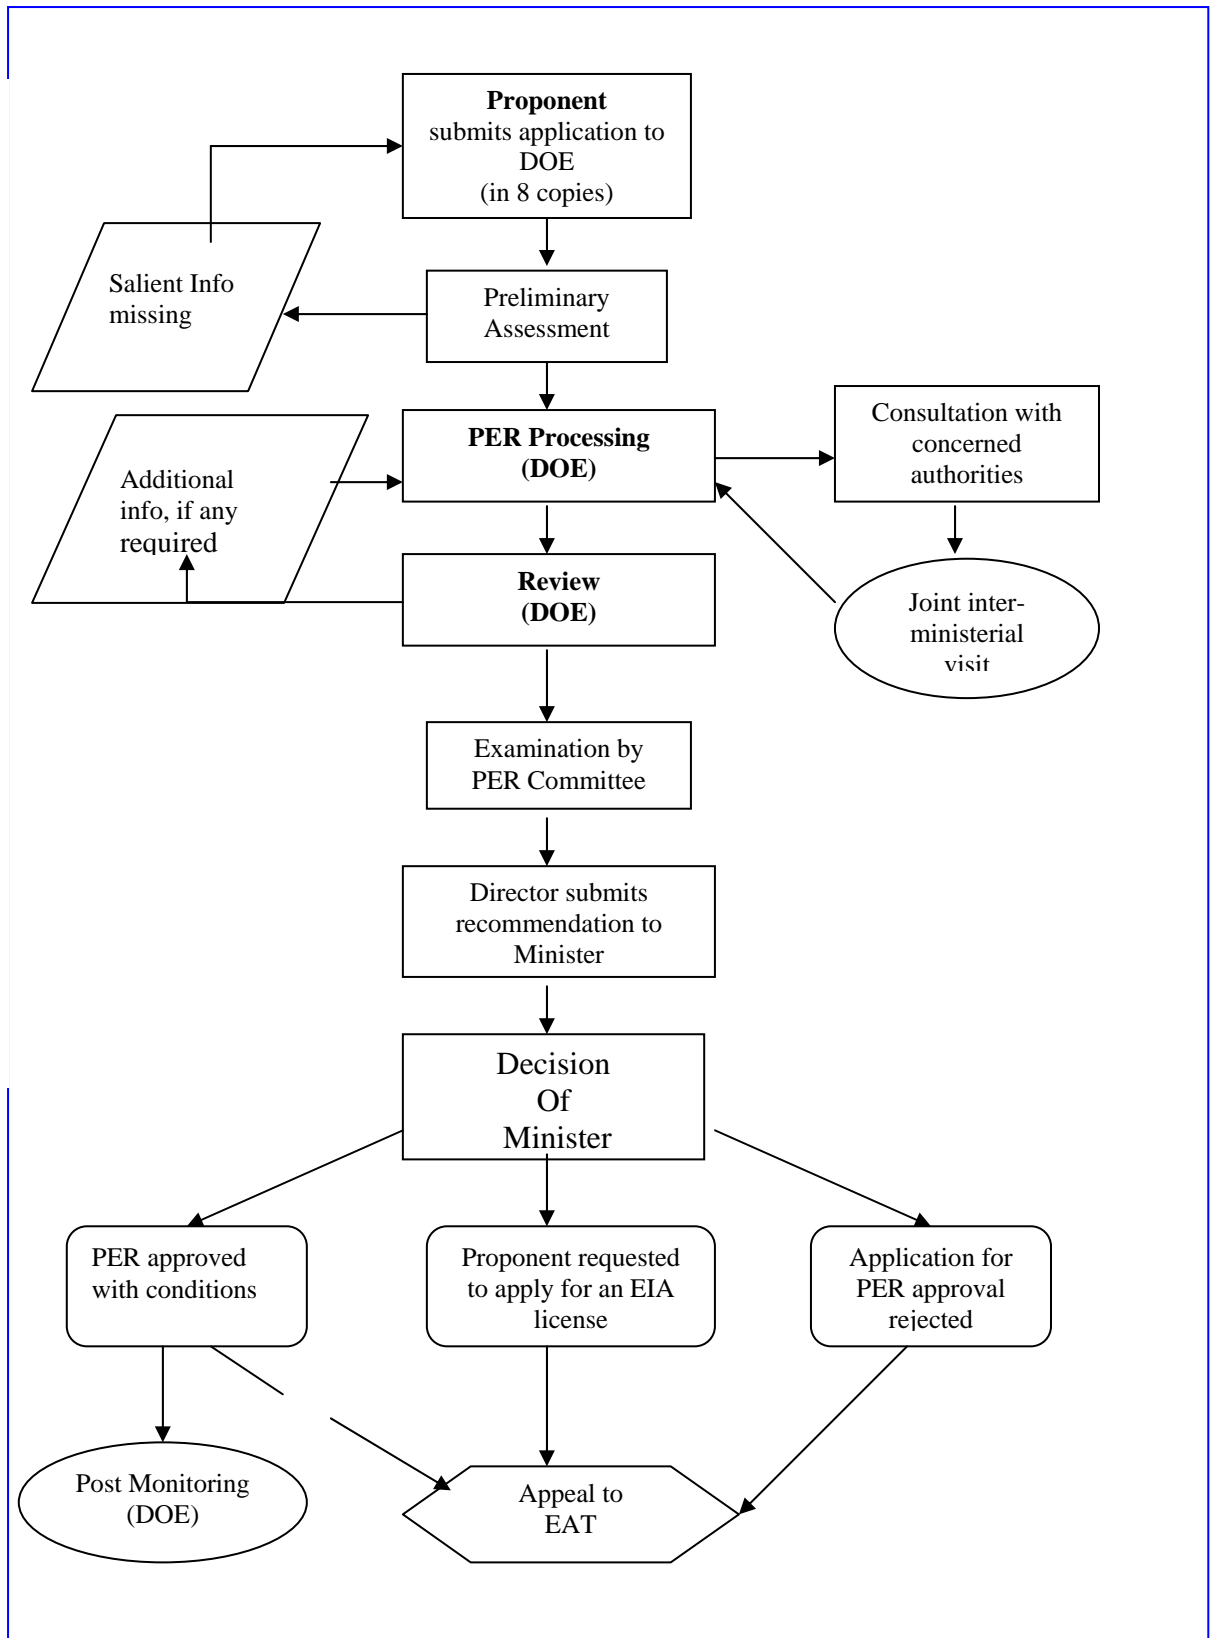 Proponent
submits application to
DOE
(in 8 copies)
Salient Info
missing
Preliminary
Assessment
PER Processing
(DOE)
Consultation with
concerned
authorities
Additional
info, if any
required
Review
(DOE)
Joint inter-
ministerial
visit
Examination by
PER Committee
Director submits
recommendation to
Minister
Decision
Of
Minister
PER approved
with conditions
Proponent requested
to apply for an EIA
license
Application for
PER approval
rejected
Post Monitoring
(DOE)
Appeal to
EAT